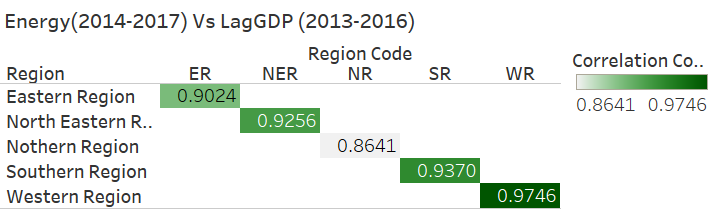 Energy(2014-2017) Vs LagGDP (2013-2016)
Region Code
Region ER NER NR SR WR
Eastern Region 0.9024
North Eastern R.. 0.9256
Nothern Region 0.8641
Southern Region 0.9370
Western Region 0.9746
Correlation Co..
0.8641 0.9746